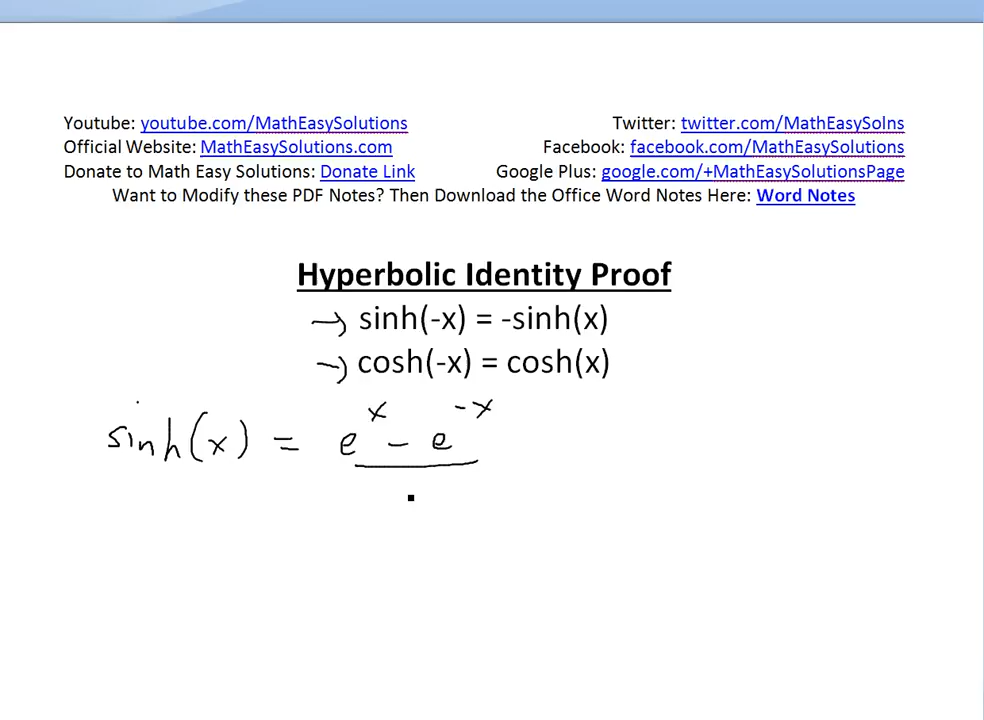 Youtube: youtube.com/MathEasySolutions Twitter: twitter.com/MathEasySolns
Official Website: MathEasySolutions.com Facebook: facebook.com/MathEasySolutions
Donate to Math Easy Solutions: Donate Link Google Plus: google.com/+MathEasySolutionsPage
Want to Modify these PDF Notes? Then Download the Office Word Notes Here: Word Notes
Hyperbolic Identity Proof
→ sinh(-x) = -sinh(x)
→ cosh(-x) = cosh(x)
sinh(x) = e^x - e^-x